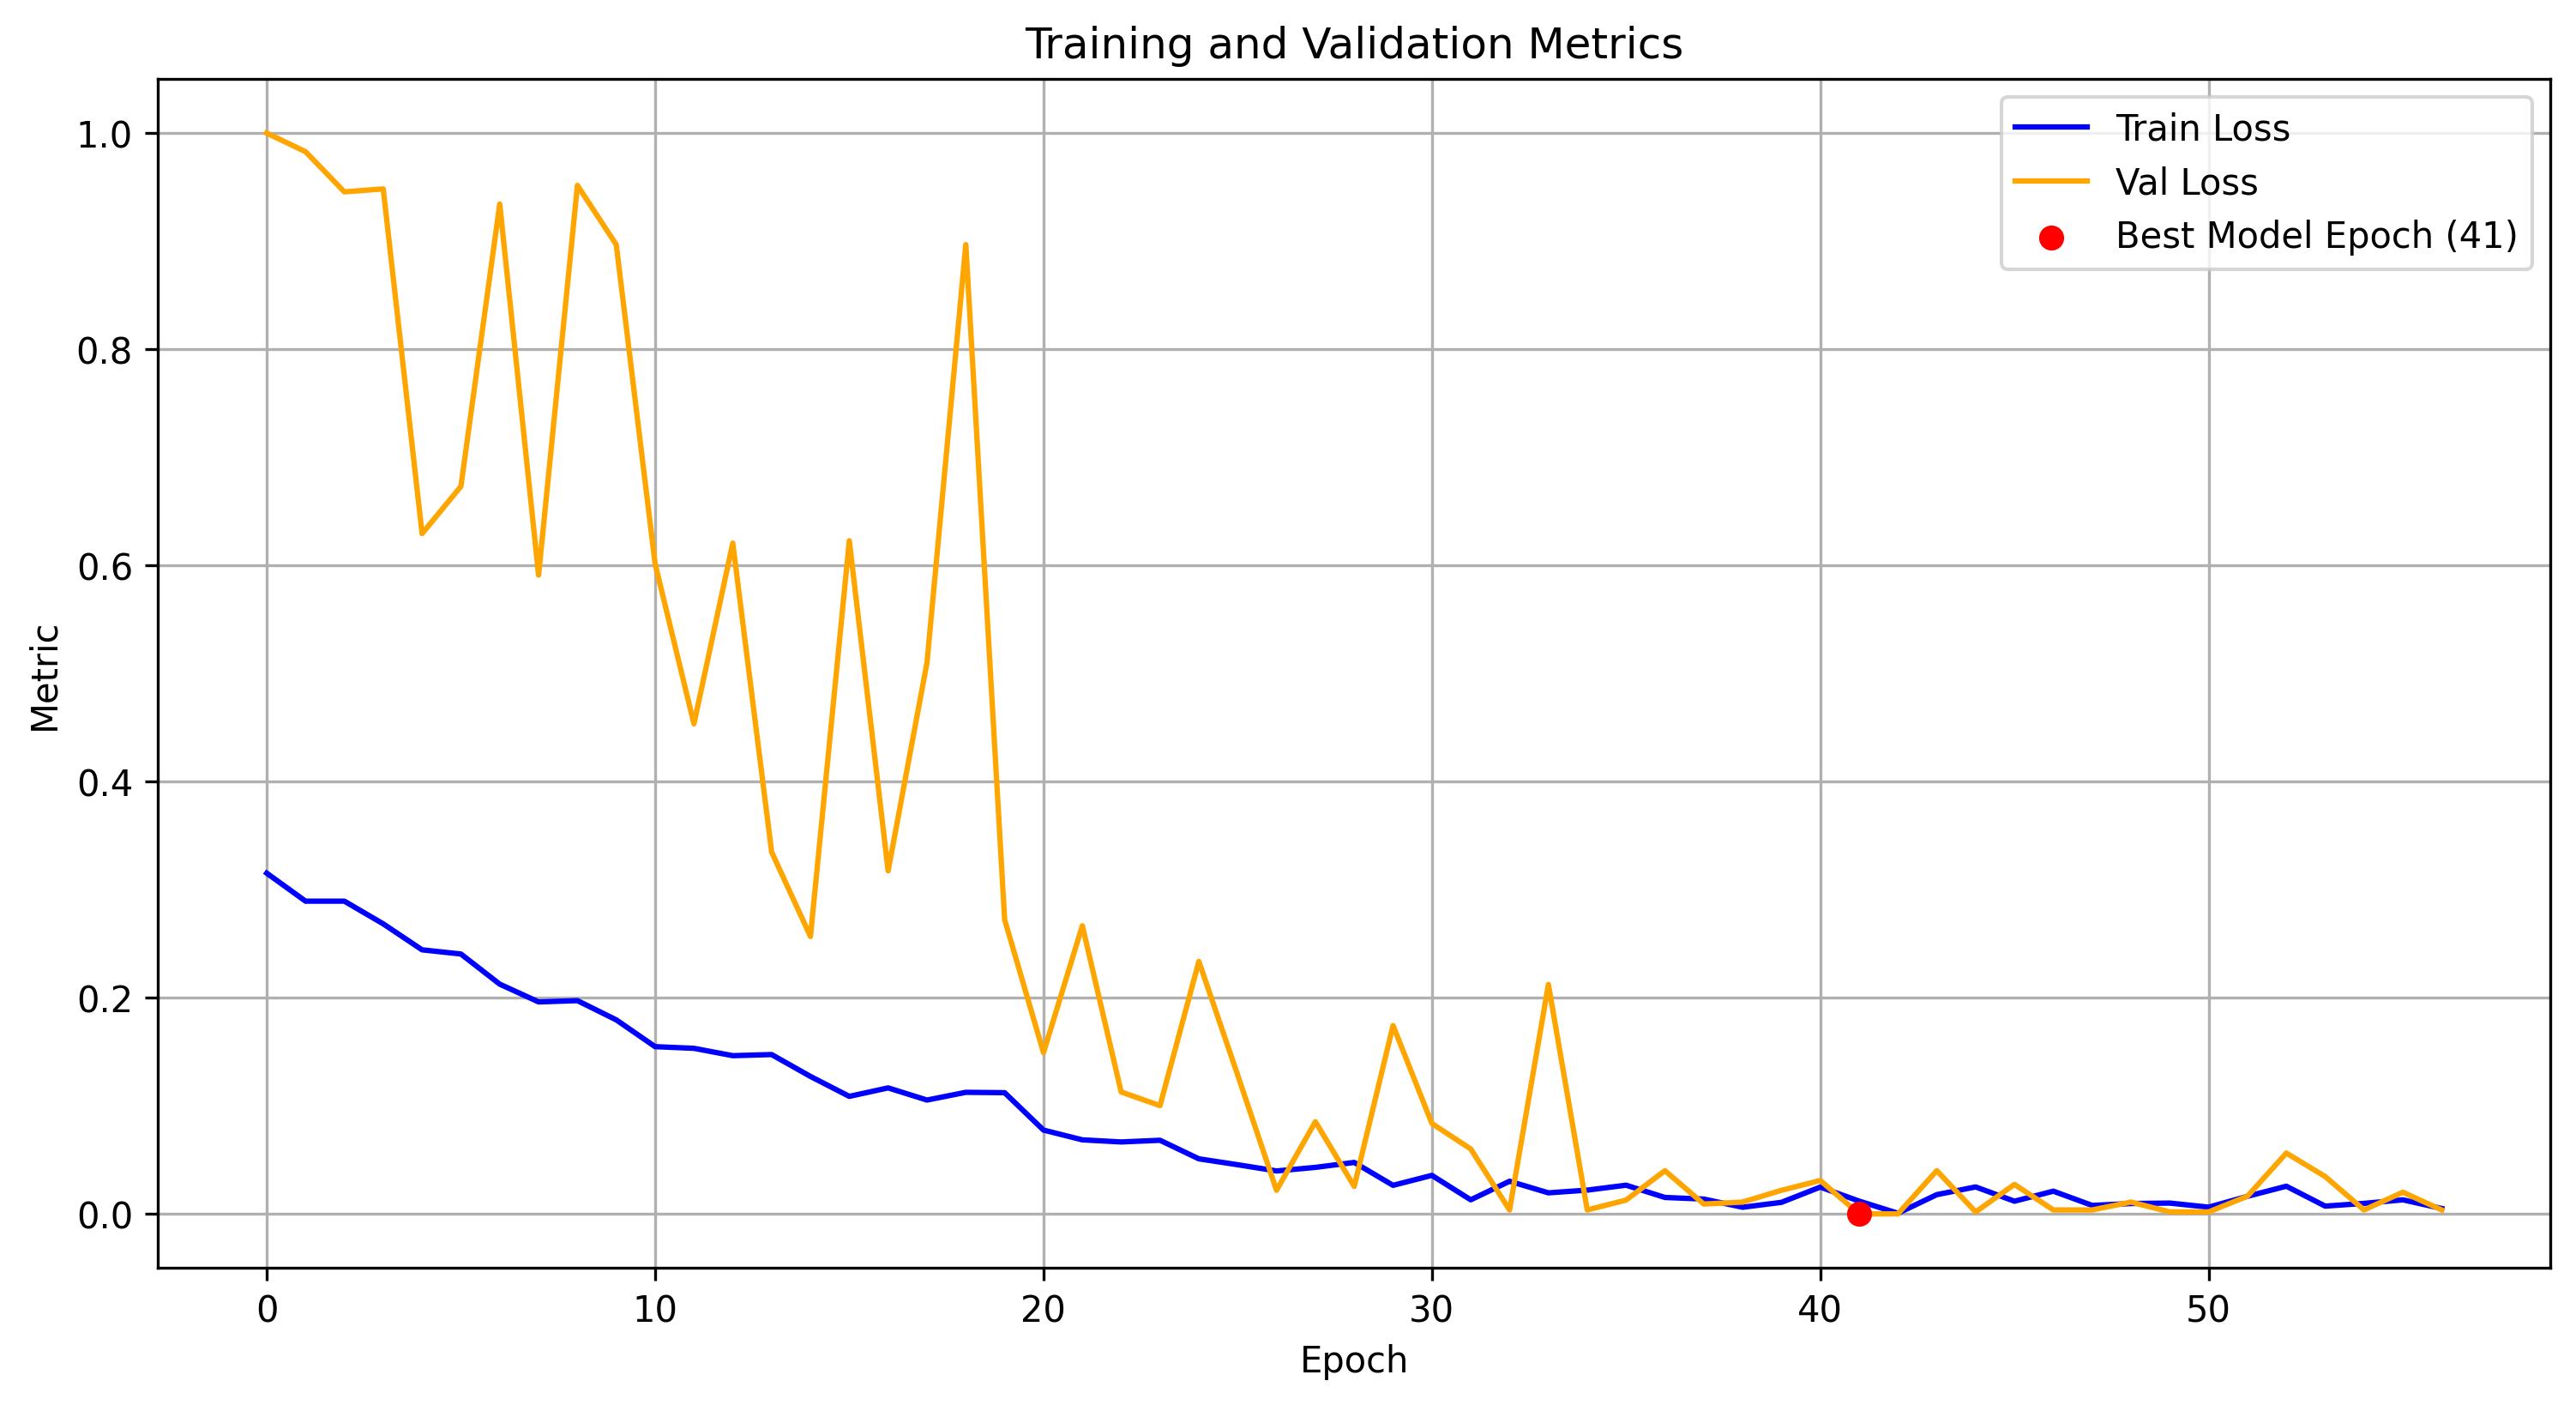 Training and Validation Metrics
Train Loss
Val Loss
Best Model Epoch (41)
Metric
1.0
0.8
0.6
0.4
0.2
0.0
0 10 20 30 40 50
Epoch